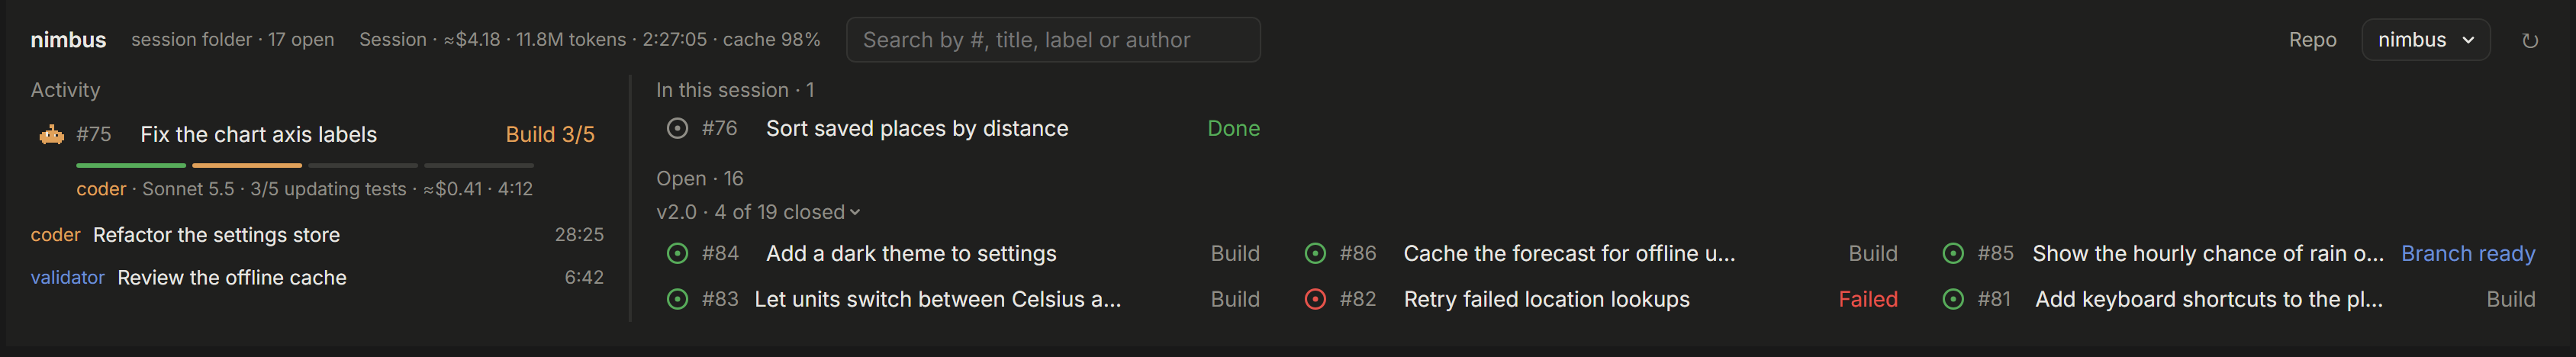 nimbus session folder · 17 open Session · ≈$4.18 · 11.8M tokens · 2:27:05 · cache 98% Search by #, title, label or author Repo nimbus
Activity
#75 Fix the chart axis labels Build 3/5
coder · Sonnet 5.5 · 3/5 updating tests · ≈$0.41 · 4:12
coder Refactor the settings store 28:25
validator Review the offline cache 6:42
In this session · 1
#76 Sort saved places by distance Done
Open · 16
v2.0 · 4 of 19 closed
#84 Add a dark theme to settings Build #86 Cache the forecast for offline u... Build #85 Show the hourly chance of rain o... Branch ready
#83 Let units switch between Celsius a... Build #82 Retry failed location lookups Failed #81 Add keyboard shortcuts to the pl... Build